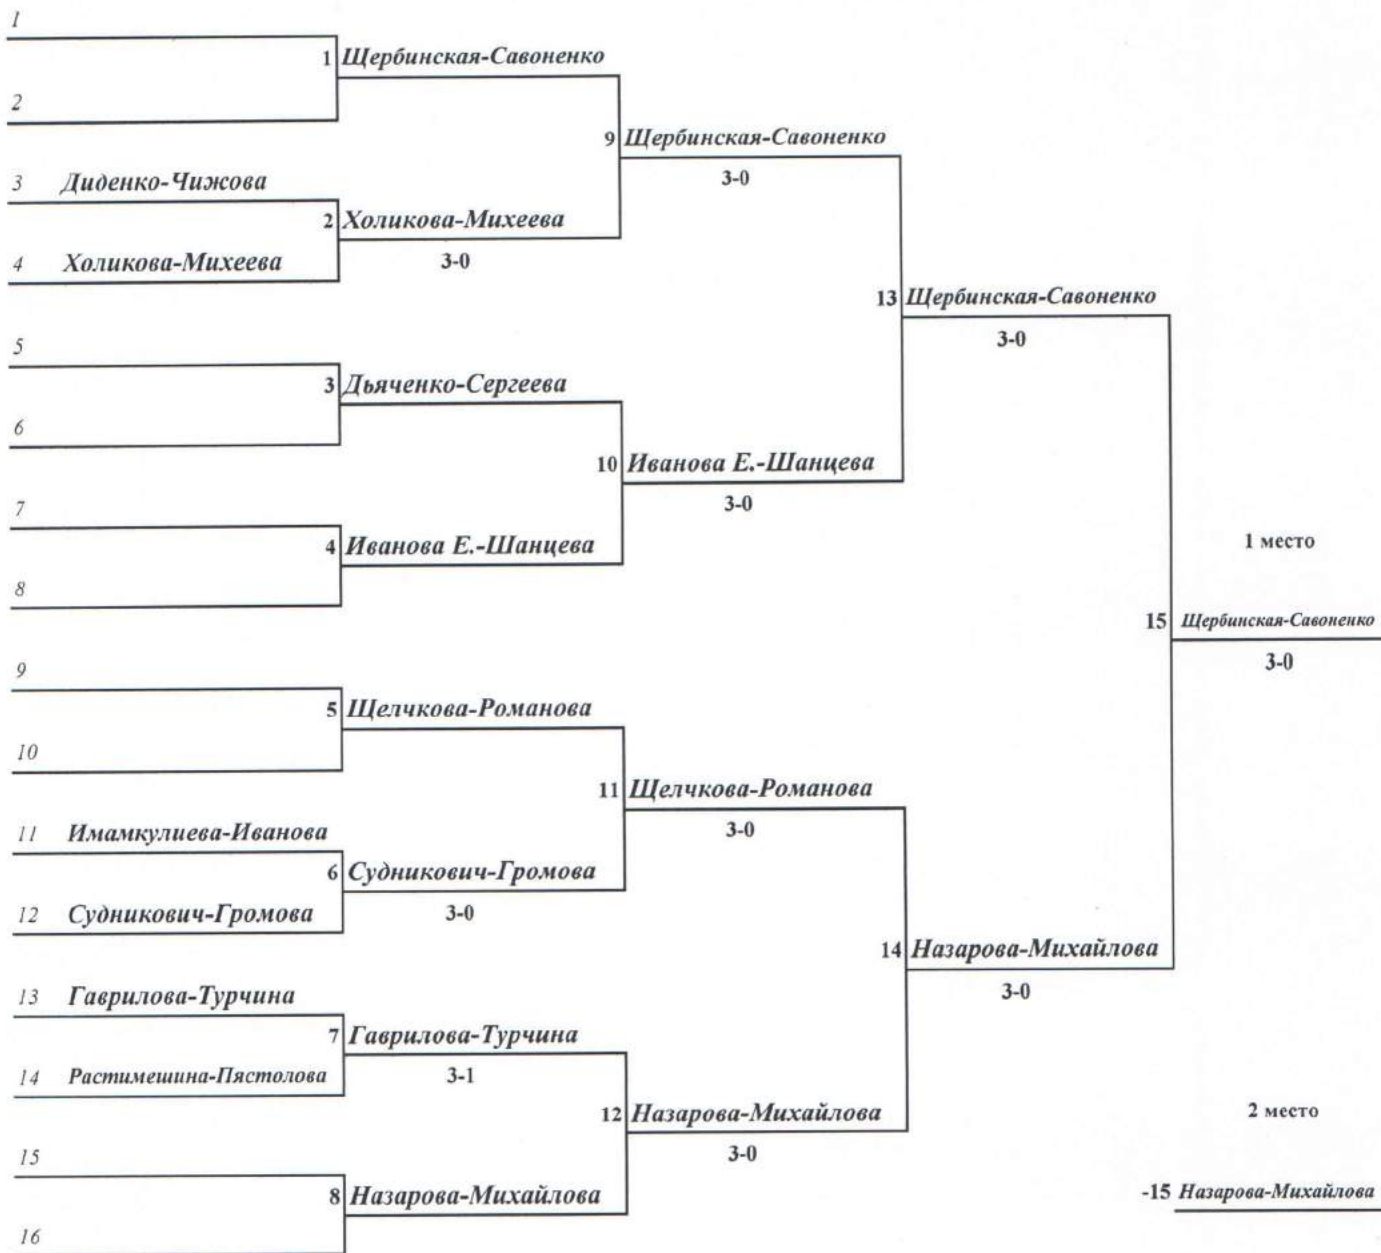 1
1 Щербинская-Савоненко
2
9 Щербинская-Савоненко
3-0
3 Диденко-Чижова
2 Холикова-Михеева
3-0
4 Холикова-Михеева
13 Щербинская-Савоненко
3-0
5
3 Дьяченко-Сергеева
6
10 Иванова Е.-Шанцева
3-0
7
4 Иванова Е.-Шанцева
8
1 место
15 Щербинская-Савоненко
3-0
9
5 Щелчкова-Романова
10
11 Щелчкова-Романова
3-0
11 Имамкулиева-Иванова
6 Судникович-Громова
3-0
12 Судникович-Громова
14 Назарова-Михайлова
3-0
13 Гаврилова-Турчина
7 Гаврилова-Турчина
3-1
14 Растимешина-Пястолова
12 Назарова-Михайлова
3-0
2 место
15
8 Назарова-Михайлова
-15 Назарова-Михайлова
16